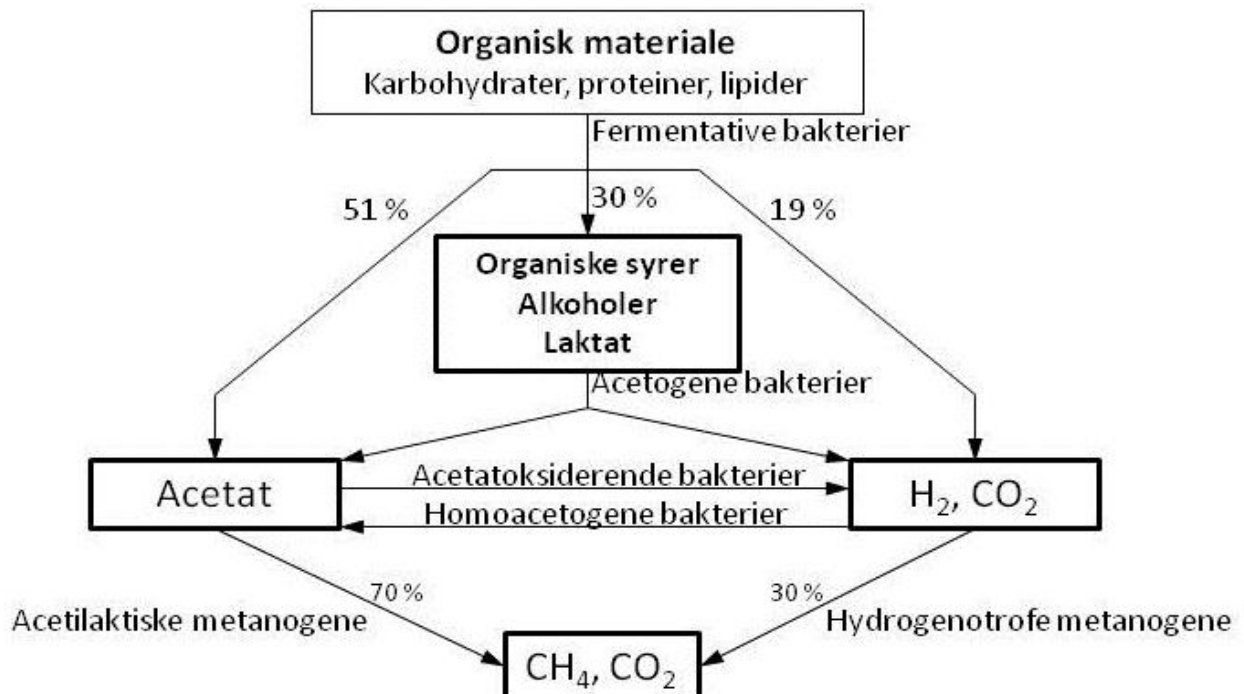 Organisk materiale
Karbohydrater, proteiner, lipider
Fermentative bakterier
51 %
30 %
19 %
Organiske syrer
Alkoholer
Laktat
Acetogene bakterier
Acetat
Acetatoksiderende bakterier
Homoacetogene bakterier
H₂, CO₂
70 %
30 %
Acetilaktiske metanogene
Hydrogenotrofe metanogene
CH₄, CO₂